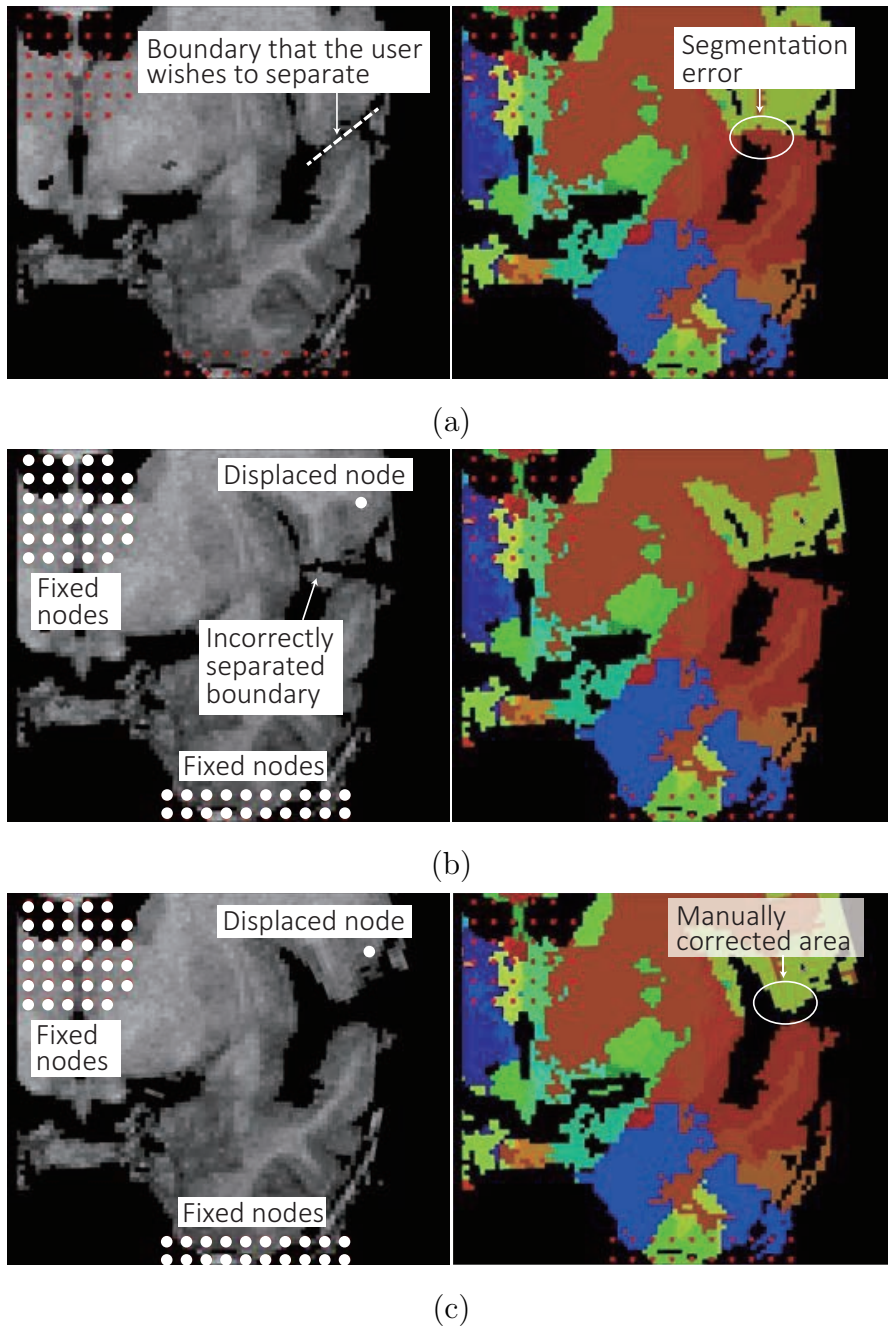 Boundary that the user
wishes to separate
Segmentation
error
(a)
Displaced node
Fixed
nodes
Incorrectly
separated
boundary
Fixed nodes
(b)
Displaced node
Manually
corrected area
Fixed
nodes
Fixed nodes
(c)